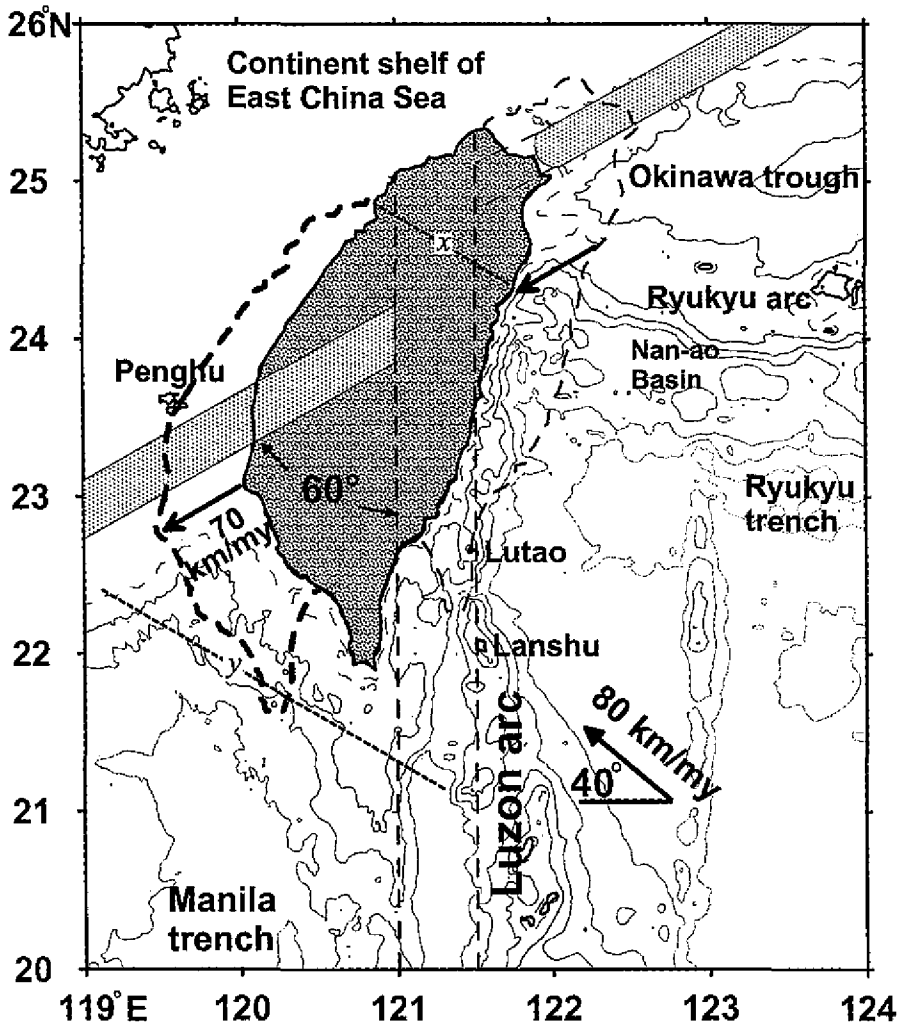 26°N
Continent shelf of
East China Sea
25
Okinawa trough
x
Ryukyu arc
24
Penghu
Nan-ao
Basin
60°
23
Ryukyu
trench
70
km/my
Lutao
22
y
Lanshu
80 km/my
40°
21
Luzon arc
Manila
trench
20
119°E
120
121
122
123
124